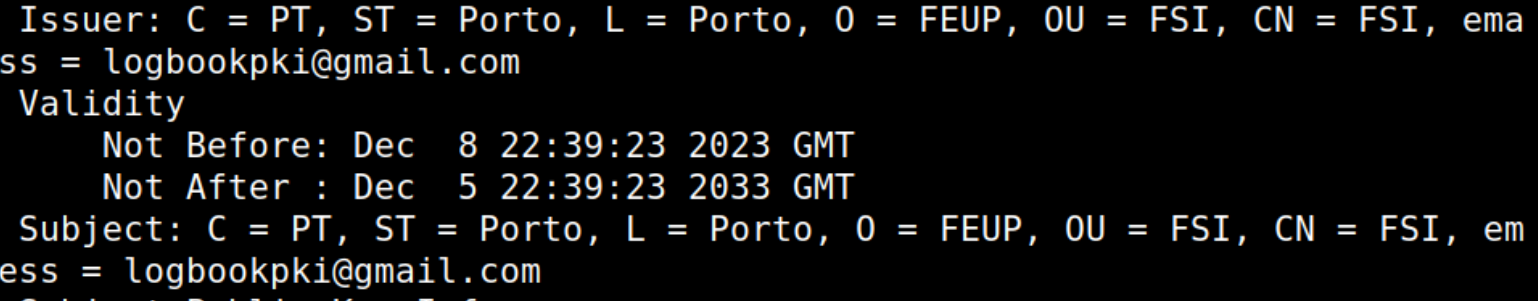 Issuer: C = PT, ST = Porto, L = Porto, O = FEUP, OU = FSI, CN = FSI, ema
ss = logbookpki@gmail.com
Validity
Not Before: Dec  8 22:39:23 2023 GMT
Not After : Dec  5 22:39:23 2033 GMT
Subject: C = PT, ST = Porto, L = Porto, O = FEUP, OU = FSI, CN = FSI, em
ess = logbookpki@gmail.com